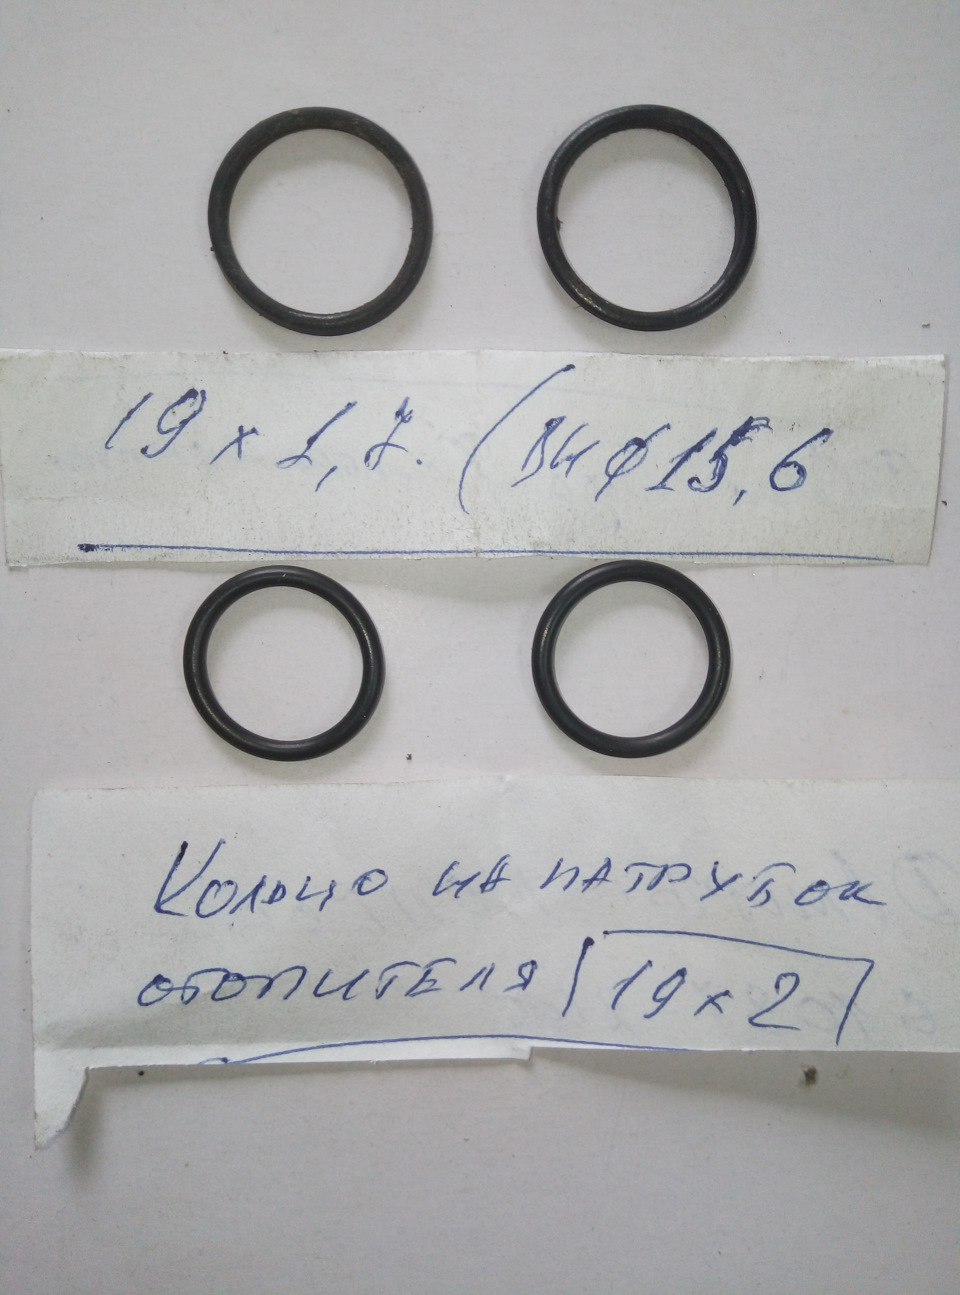 19 x 1,7. (ВН ф 15,6
Кольцо на патрубок
отопителя (19 x 2)